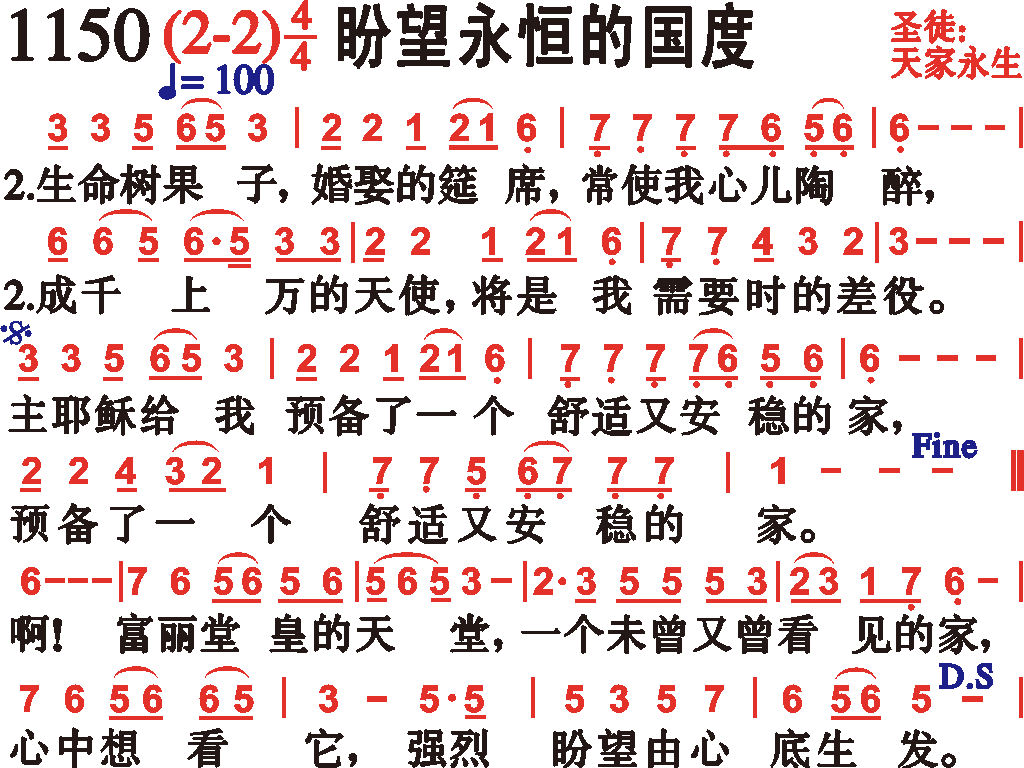 1150 (2-2) 4/4 盼望永恒的国度 圣徒:
♩= 100 天家永生
3 3 5 6 5 3 | 2 2 1 2 1 6 | 7 7 7 7 6 5 6 | 6 - - - |
2.生命树果 子，婚娶的筵 席，常使我心儿陶 醉，
6 6 5 6·5 3 3 | 2 2 1 2 1 6 | 7 7 4 3 2 | 3 - - - |
2.成千 上 万的天使，将是 我 需要时的差役。
3 3 5 6 5 3 | 2 2 1 2 1 6 | 7 7 7 7 6 5 6 | 6 - - - |
主耶稣给 我 预备了一 个 舒适又安 稳的 家，
Fine
2 2 4 3 2 1 | 7 7 5 6 7 7 7 | 1 - - -
预备了一 个 舒适又安 稳的 家。
6 - - - | 7 6 5 6 5 6 | 5 6 5 3 - | 2·3 5 5 5 3 | 2 3 1 7 6 - |
啊！ 富丽堂 皇的天 堂，一个未曾又曾看 见的家，
D.S
7 6 5 6 6 5 | 3 - 5·5 | 5 3 5 7 | 6 5 6 5 - |
心中想 看 它，强烈 盼望由心 底生 发。